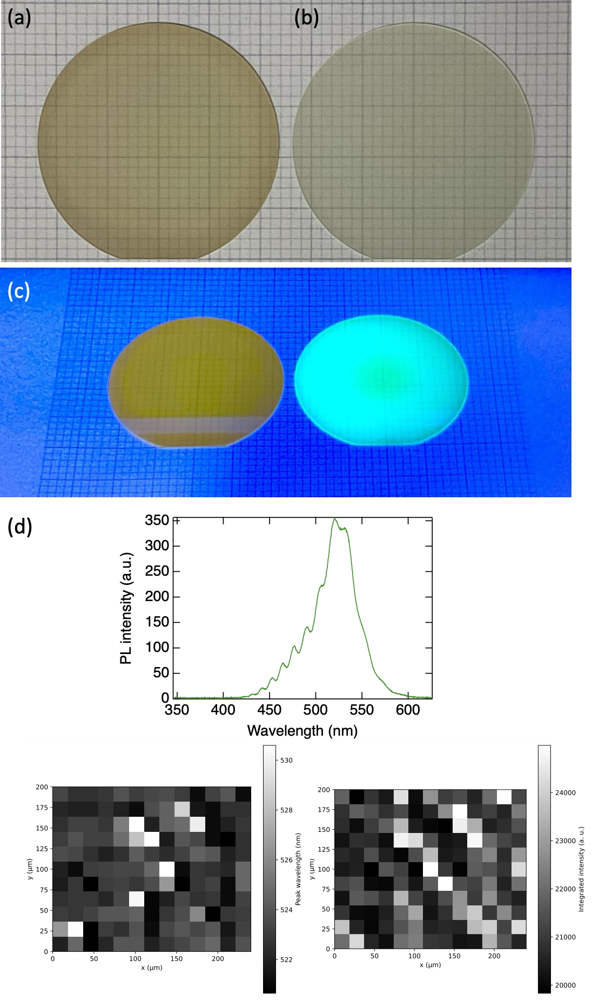 (a)
(b)
(c)
(d)
350
300
250
200
150
100
50
0
PL intensity (a.u.)
350 400 450 500 550 600
Wavelength (nm)
200
175
150
125
100
75
50
25
0
y (μm)
0 50 100 150 200
x (μm)
530
528
526
524
522
Peak wavelength (nm)
200
175
150
125
100
75
50
25
0
y (μm)
0 50 100 150 200
x (μm)
24000
23000
22000
21000
20000
Integrated intensity (a. u.)